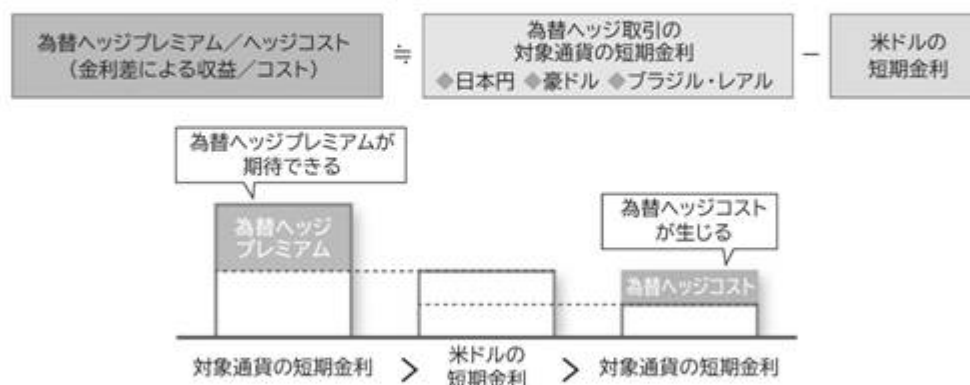 為替ヘッジプレミアム／ヘッジコスト
（金利差による収益／コスト）
≒
為替ヘッジ取引の
対象通貨の短期金利
◆日本円 ◆豪ドル ◆ブラジル・レアル
－
米ドルの
短期金利
為替ヘッジプレミアムが
期待できる
為替ヘッジ
プレミアム
為替ヘッジコスト
が生じる
為替ヘッジコスト
対象通貨の短期金利
＞
米ドルの
短期金利
＞
対象通貨の短期金利